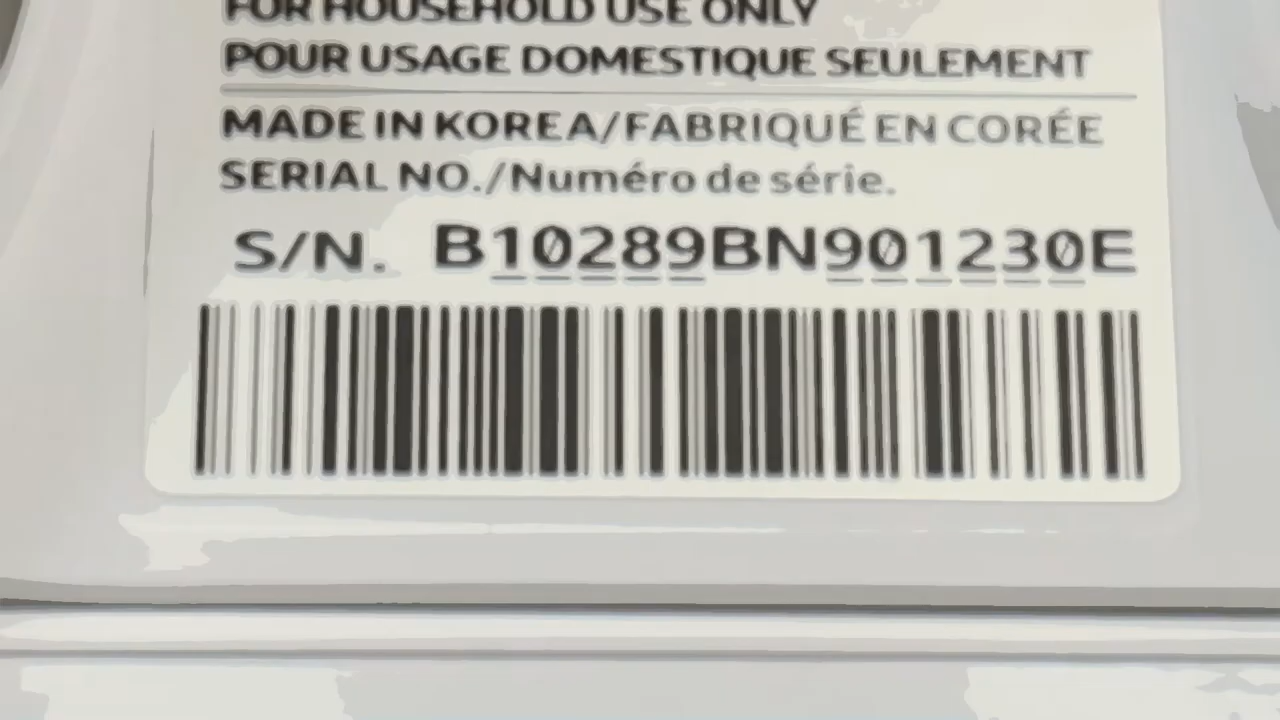 FOR HOUSEHOLD USE ONLY
POUR USAGE DOMESTIQUE SEULEMENT
MADE IN KOREA/FABRIQUÉ EN CORÉE
SERIAL NO./Numéro de série.
S/N. B10289BN901230E